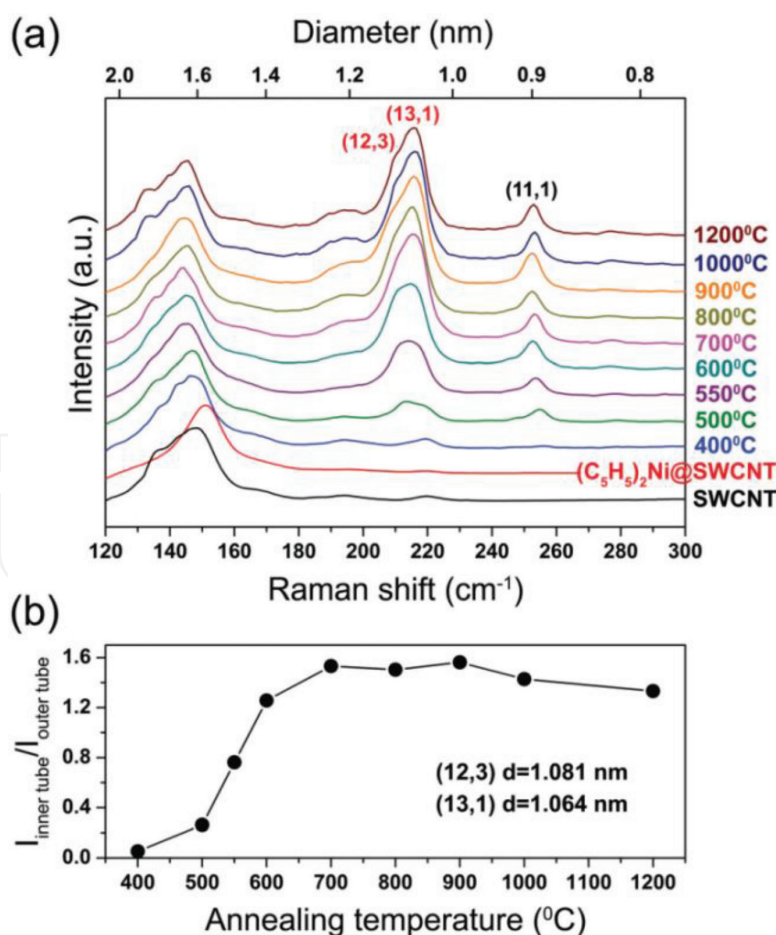 (a)
Diameter (nm)
2.0 1.8 1.6 1.4 1.2 1.0 0.9 0.8
(13,1)
(12,3)
(11,1)
Intensity (a.u.)
1200⁰C
1000⁰C
900⁰C
800⁰C
700⁰C
600⁰C
550⁰C
500⁰C
400⁰C
(C₅H₅)₂Ni@SWCNT
SWCNT
120 140 160 180 200 220 240 260 280 300
Raman shift (cm⁻¹)
(b)
I inner tube/I outer tube
1.6
1.2
0.8
0.4
0.0
(12,3) d=1.081 nm
(13,1) d=1.064 nm
400 500 600 700 800 900 1000 1100 1200
Annealing temperature (⁰C)